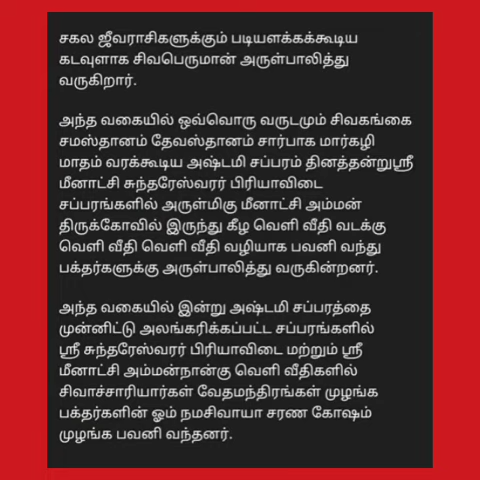 சகல ஜீவராசிகளுக்கும் படியளக்கக்கூடிய
கடவுளாக சிவபெருமான் அருள்பாலித்து
வருகிறார்.
அந்த வகையில் ஒவ்வொரு வருடமும் சிவகங்கை
சமஸ்தானம் தேவஸ்தானம் சார்பாக மார்கழி
மாதம் வரக்கூடிய அஷ்டமி சப்பரம் தினத்தன்றுஸ்ரீ
மீனாட்சி சுந்தரேஸ்வரர் பிரியாவிடை
சப்பரங்களில் அருள்மிகு மீனாட்சி அம்மன்
திருக்கோவில் இருந்து கீழ வெளி வீதி வடக்கு
வெளி வீதி வெளி வீதி வழியாக பவனி வந்து
பக்தர்களுக்கு அருள்பாலித்து வருகின்றனர்.
அந்த வகையில் இன்று அஷ்டமி சப்பரத்தை
முன்னிட்டு அலங்கரிக்கப்பட்ட சப்பரங்களில்
ஸ்ரீ சுந்தரேஸ்வரர் பிரியாவிடை மற்றும் ஸ்ரீ
மீனாட்சி அம்மன்நான்கு வெளி வீதிகளில்
சிவாச்சாரியார்கள் வேதமந்திரங்கள் முழங்க
பக்தர்களின் ஓம் நமசிவாயா சரண கோஷம்
முழங்க பவனி வந்தனர்.